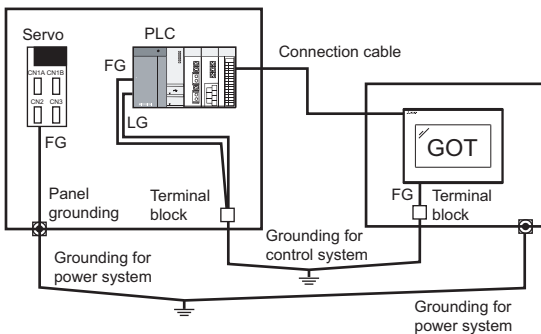 Servo
PLC
CN1A CN1B
CN2 CN3
FG
FG
LG
Connection cable
GOT
FG
Panel
grounding
Terminal
block
Terminal
block
Grounding for
power system
Grounding for
control system
Grounding for
power system